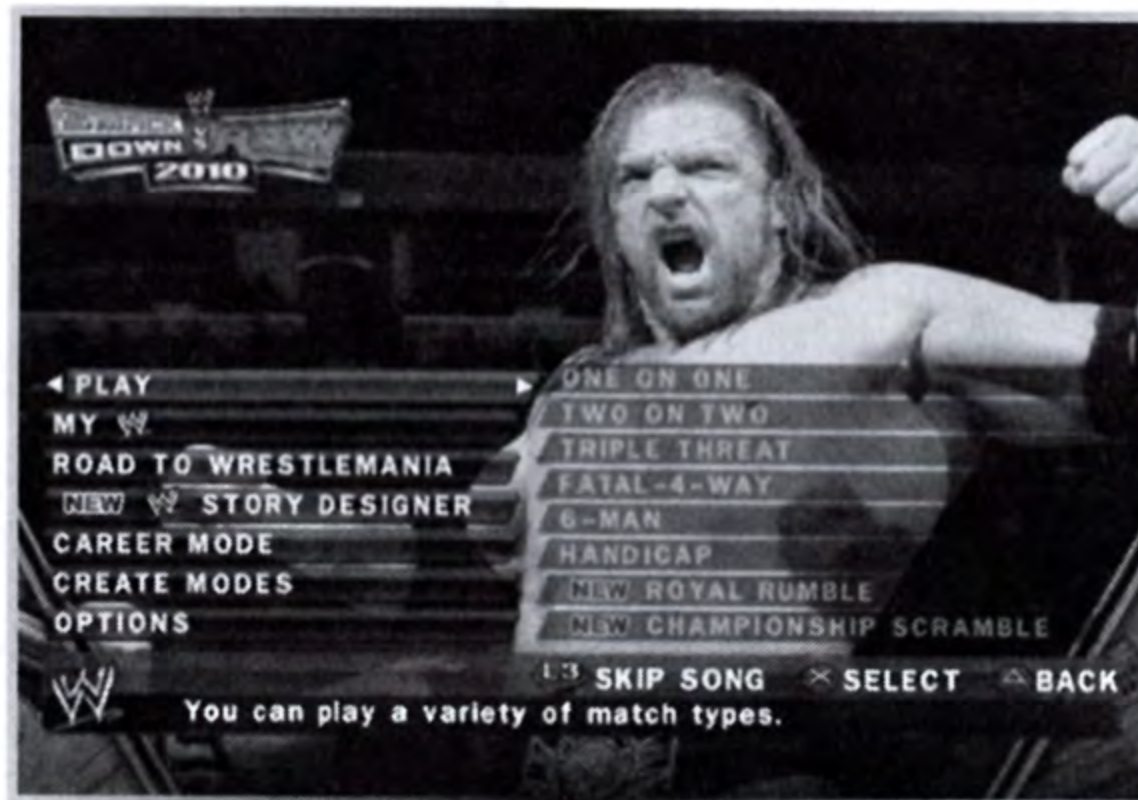 DOWN
2010
PLAY
MY W
ROAD TO WRESTLEMANIA
NEW W STORY DESIGNER
CAREER MODE
CREATE MODES
OPTIONS
ONE ON ONE
TWO ON TWO
TRIPLE THREAT
FATAL-4-WAY
6-MAN
HANDICAP
NEW ROYAL RUMBLE
NEW CHAMPIONSHIP SCRAMBLE
L3 SKIP SONG SELECT BACK
W
You can play a variety of match types.